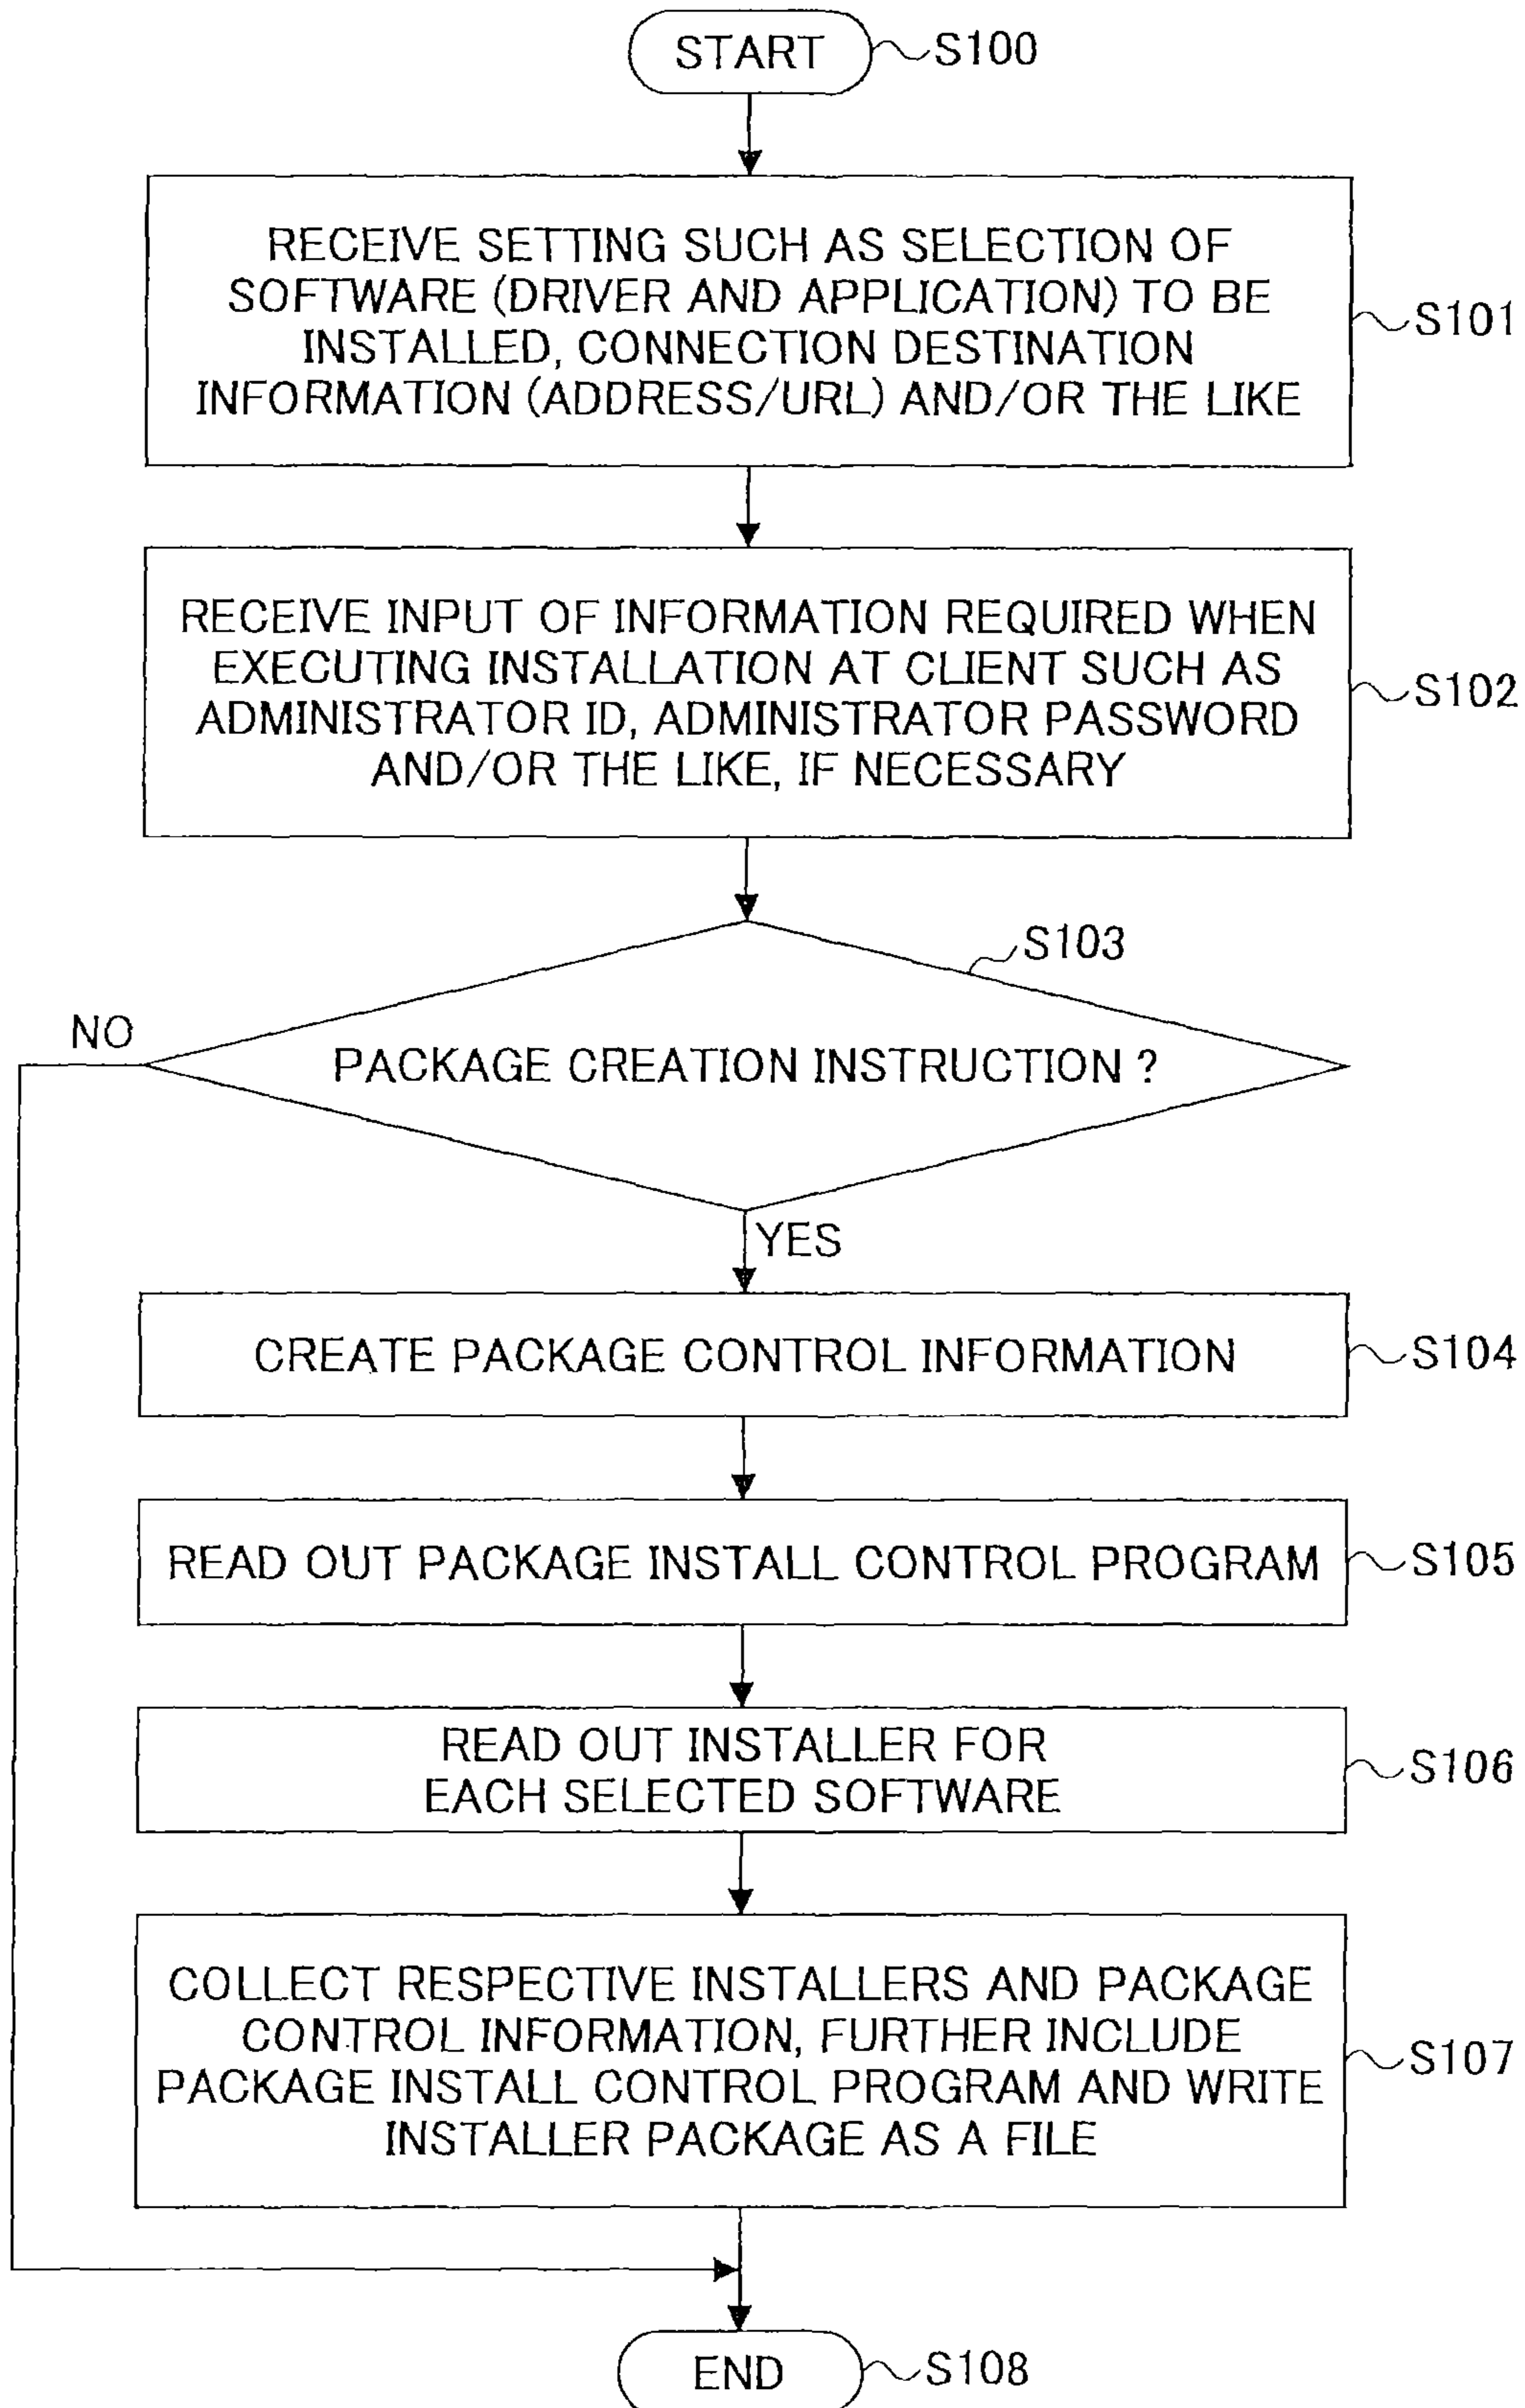 START
S100
RECEIVE SETTING SUCH AS SELECTION OF
SOFTWARE (DRIVER AND APPLICATION) TO BE
INSTALLED, CONNECTION DESTINATION
INFORMATION (ADDRESS/URL) AND/OR THE LIKE
S101
RECEIVE INPUT OF INFORMATION REQUIRED WHEN
EXECUTING INSTALLATION AT CLIENT SUCH AS
ADMINISTRATOR ID, ADMINISTRATOR PASSWORD
AND/OR THE LIKE, IF NECESSARY
S102
S103
NO
PACKAGE CREATION INSTRUCTION ?
YES
CREATE PACKAGE CONTROL INFORMATION
S104
READ OUT PACKAGE INSTALL CONTROL PROGRAM
S105
READ OUT INSTALLER FOR
EACH SELECTED SOFTWARE
S106
COLLECT RESPECTIVE INSTALLERS AND PACKAGE
CONTROL INFORMATION, FURTHER INCLUDE
PACKAGE INSTALL CONTROL PROGRAM AND WRITE
INSTALLER PACKAGE AS A FILE
S107
END
S108